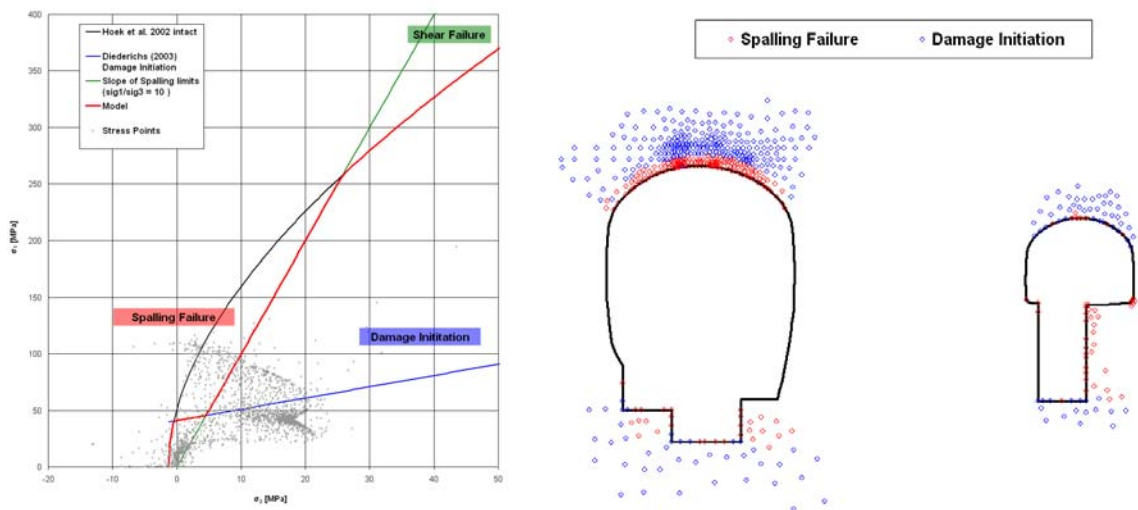 400
350
300
250
200
150
100
50
0
-20
-10
0
10
20
30
40
50
σ₁ [MPa]
σ₃ [MPa]
Hoek et al. 2002 intact
Diederichs (2003)
Damage Initiation
Slope of Spalling limits
(sig1/sig3 = 10 )
Model
Stress Points
Shear Failure
Spalling Failure
Damage Inititation
Spalling Failure
Damage Initiation